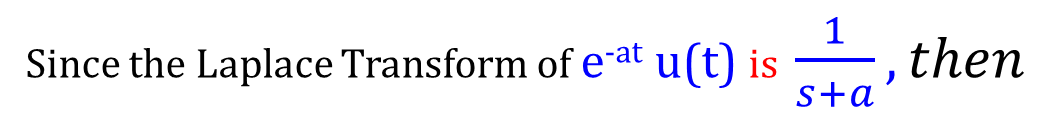 Since the Laplace Transform of e^-at u(t) is 1/(s+a), then